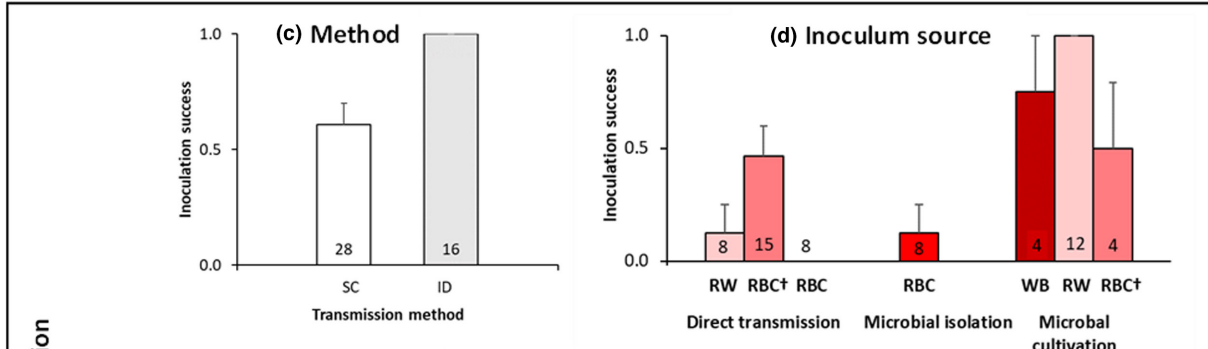 (c) Method
1.0
0.5
0.0
Inoculation success
28
16
SC ID
Transmission method
(d) Inoculum source
1.0
0.5
0.0
Inoculation success
8 15 8
8
4 12 4
RW RBC† RBC
RBC
WB RW RBC†
Direct transmission
Microbial isolation
Microbal
cultivation
ion